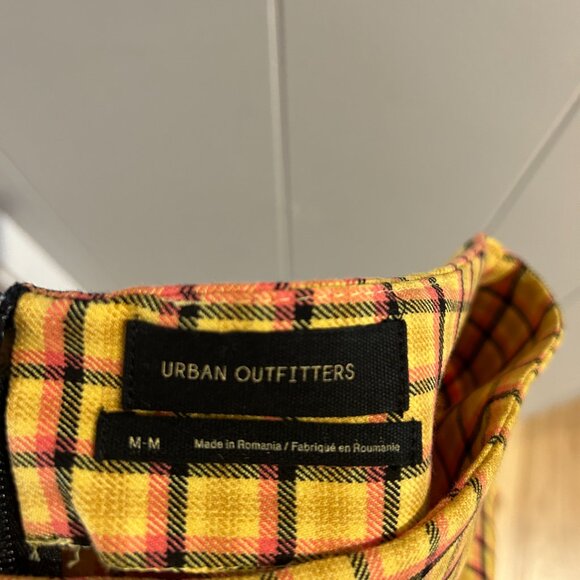 URBAN OUTFITTERS
M-M Made in Romania / Fabriqué en Roumanie